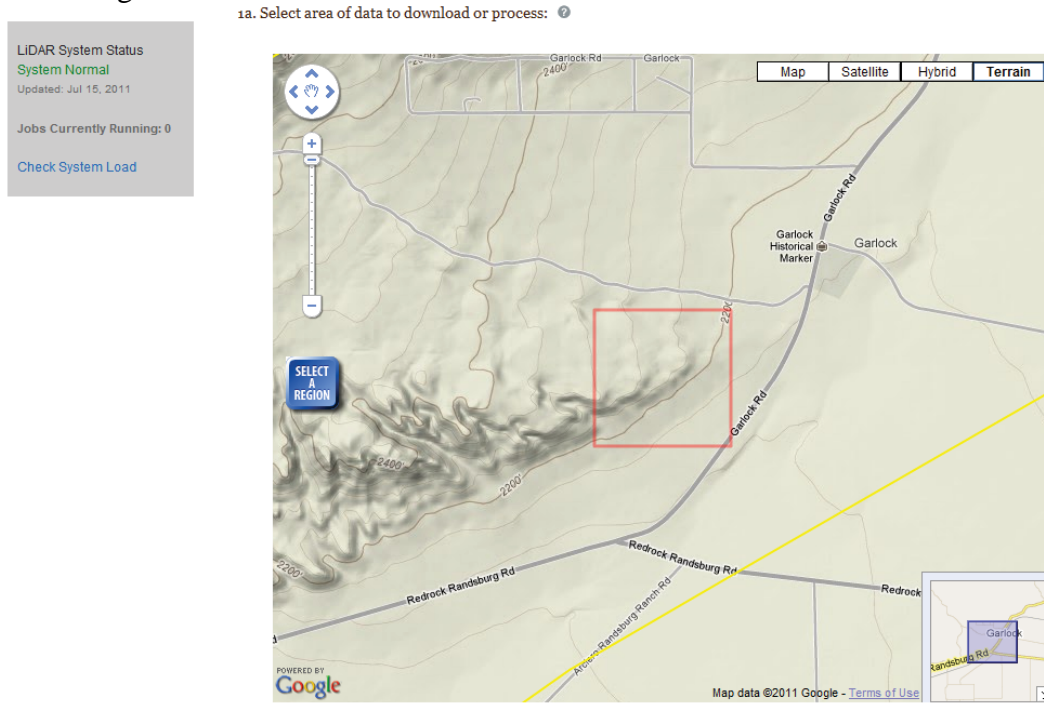 1a. Select area of data to download or process: ?
LiDAR System Status
System Normal
Updated: Jul 15, 2011
Jobs Currently Running: 0
Check System Load
Garlock Rd
Garlock
2400'
Map
Satellite
Hybrid
Terrain
+
−
Garlock Rd
Garlock
Historical
Marker
Garlock
2200'
SELECT
A
REGION
Garlock Rd
2400'
2200'
2200'
Redrock Randsburg Rd
Redrock Randsburg Rd
Redrock
Arciero Randsburg Ranch Rd
Garlock
Randsburg Rd
POWERED BY
Google
Map data ©2011 Google - Terms of Use